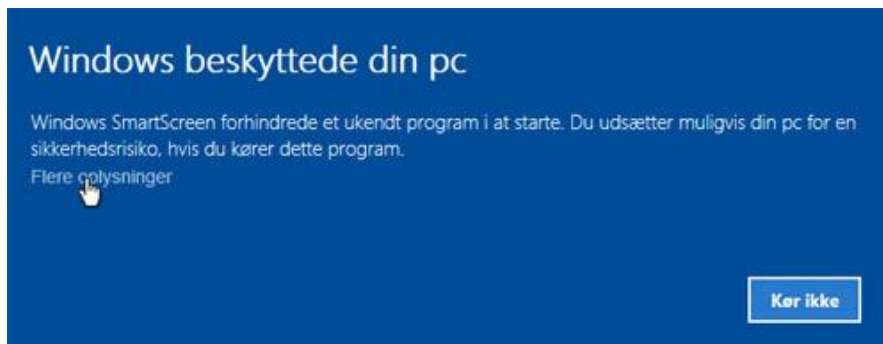 Windows beskyttede din pc
Windows SmartScreen forhindrede et ukendt program i at starte. Du udsætter muligvis din pc for en
sikkerhedsrisiko, hvis du kører dette program.
Flere oplysninger
Kør ikke